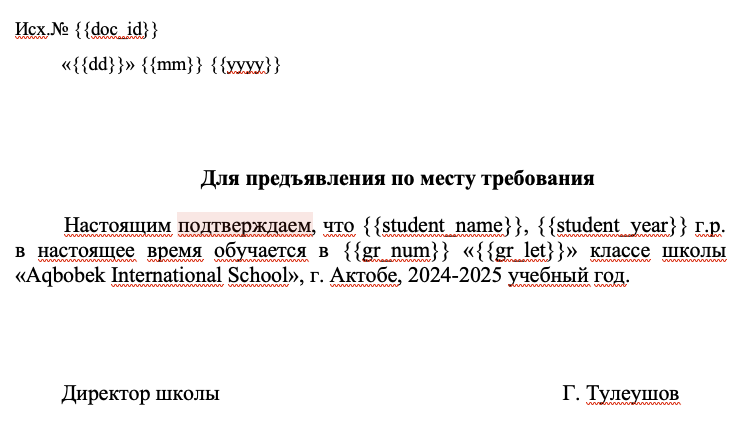 Исх.№ {{doc_id}}
«{{dd}}» {{mm}} {{yyyy}}
Для предъявления по месту требования
Настоящим подтверждаем, что {{student_name}}, {{student_year}} г.р.
в настоящее время обучается в {{gr_num}} «{{gr_let}}» классе школы
«Aqbobek International School», г. Актобе, 2024-2025 учебный год.
Директор школы Г. Тулеушов